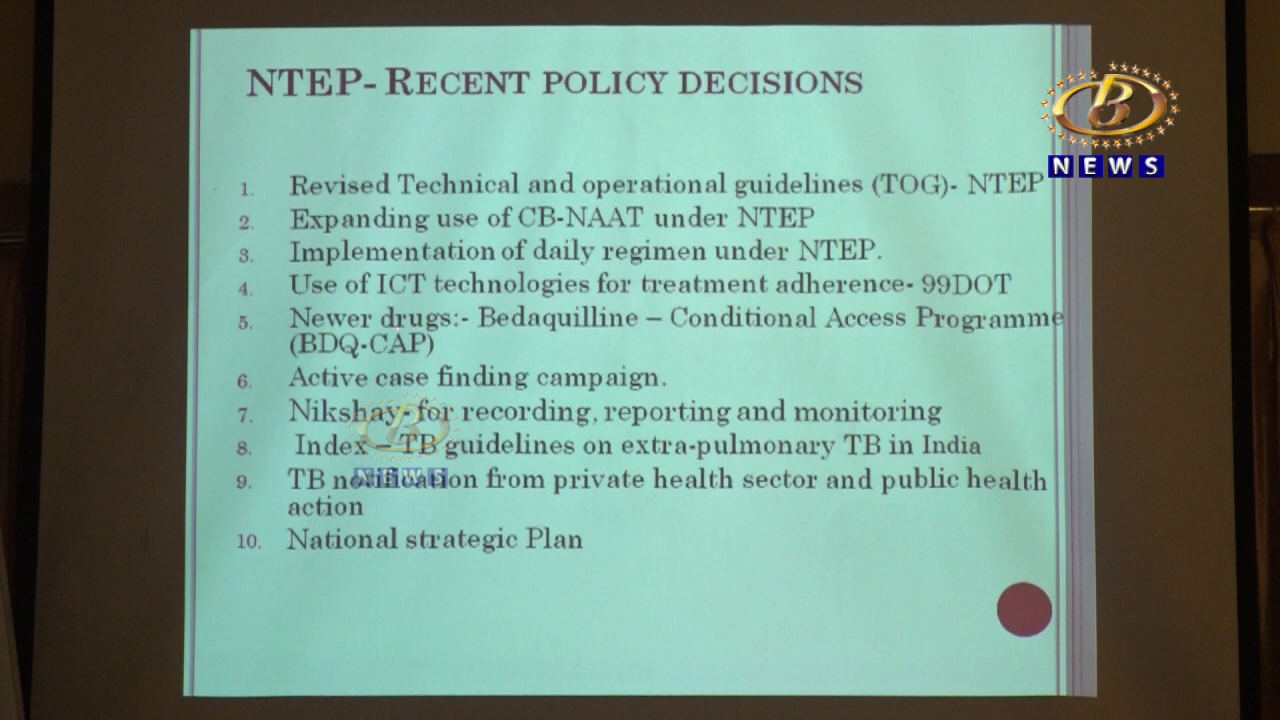 NTEP- RECENT POLICY DECISIONS
B
NEWS
1. Revised Technical and operational guidelines (TOG)- NTEP
2. Expanding use of CB-NAAT under NTEP
3. Implementation of daily regimen under NTEP.
4. Use of ICT technologies for treatment adherence- 99DOT
5. Newer drugs:- Bedaquilline – Conditional Access Programme
(BDQ-CAP)
6. Active case finding campaign.
7. Nikshay- for recording, reporting and monitoring
8. Index – TB guidelines on extra-pulmonary TB in India
9. TB notification from private health sector and public health
action
10. National strategic Plan
B
NEWS